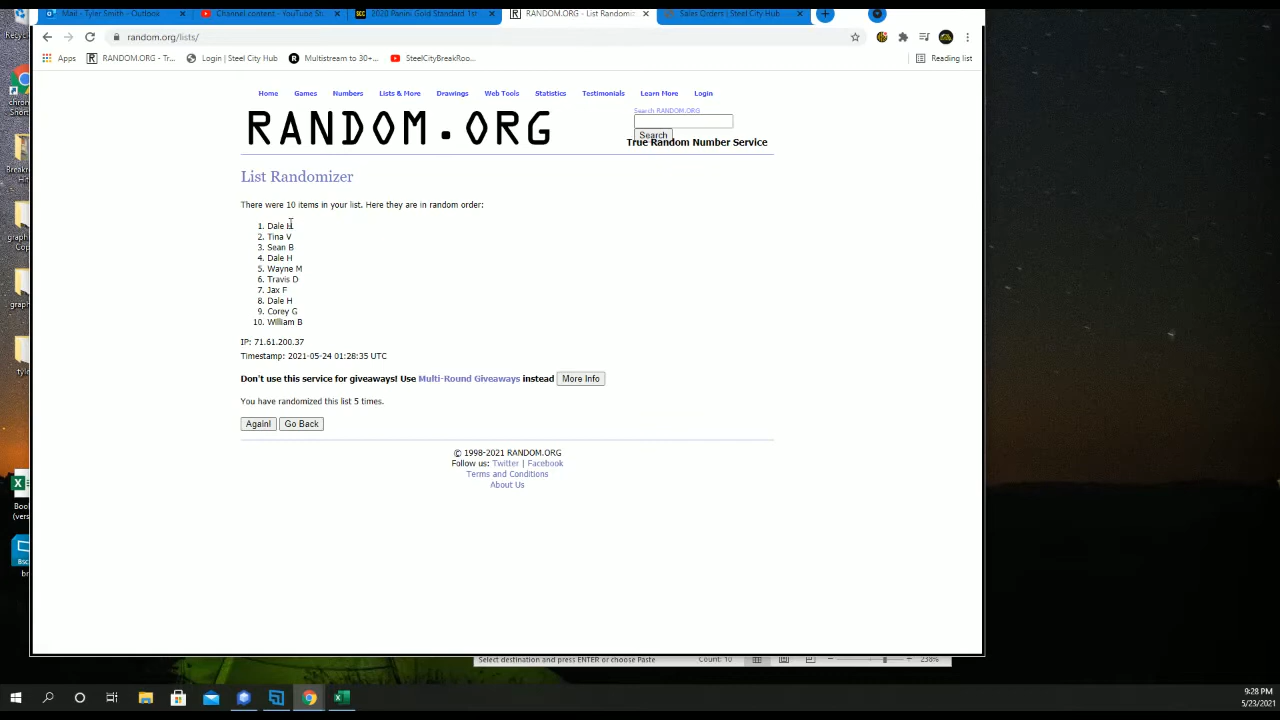 Mail - Tyler Smith - Outlook
Channel content - YouTube St
2020 Panini Gold Standard 1st
RANDOM.ORG - List Randomiz
Sales Orders | Steel City Hub
random.org/lists/
Apps
RANDOM.ORG - Tr...
Login | Steel City Hub
Multistream to 30+...
SteelCityBreakRoo...
Reading list
Home Games Numbers Lists & More Drawings Web Tools Statistics Testimonials Learn More Login
RANDOM.ORG
Search RANDOM.ORG
Search
True Random Number Service
List Randomizer
There were 10 items in your list. Here they are in random order:
1. Dale H
2. Tina V
3. Sean B
4. Dale H
5. Wayne M
6. Travis D
7. Jax F
8. Dale H
9. Corey G
10. William B
IP: 71.61.200.37
Timestamp: 2021-05-24 01:28:35 UTC
Don't use this service for giveaways! Use Multi-Round Giveaways instead More Info
You have randomized this list 5 times.
Again! Go Back
© 1998-2021 RANDOM.ORG
Follow us: Twitter | Facebook
Terms and Conditions
About Us
Select destination and press ENTER or choose Paste
Count: 10
238%
9:28 PM
5/23/2021